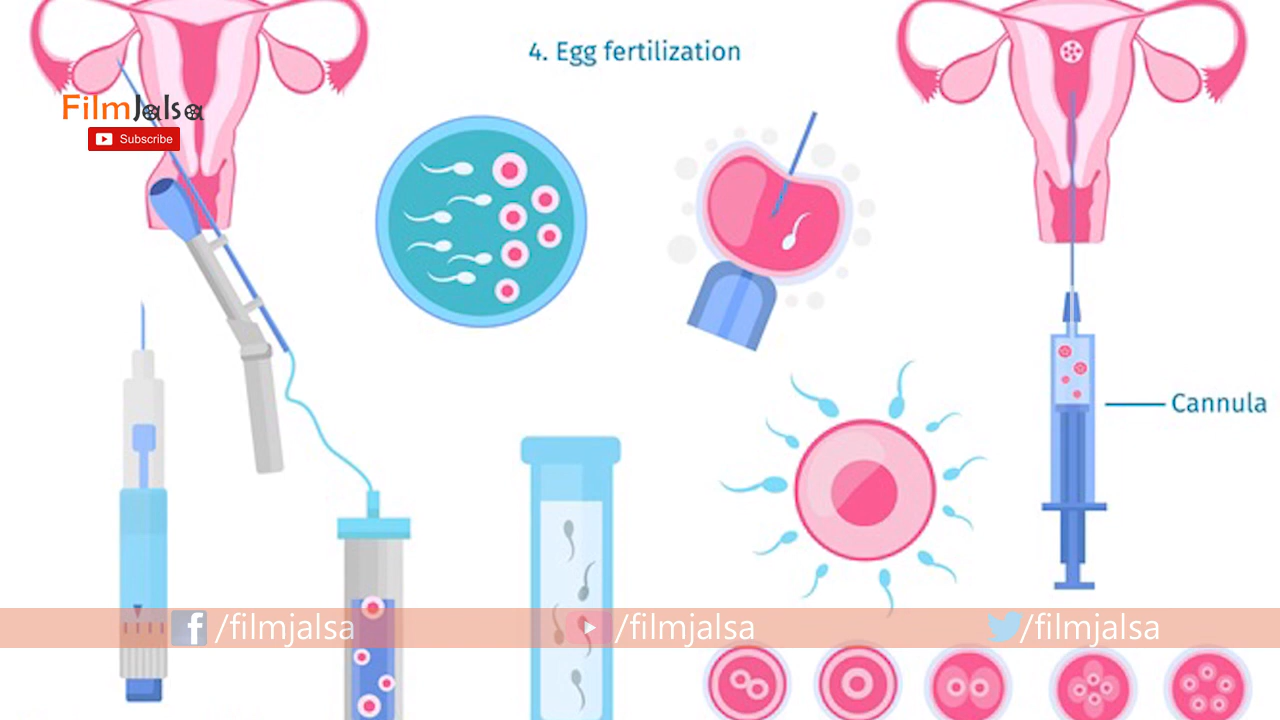 4. Egg fertilization
FilmJalsa
Subscribe
Cannula
/filmjalsa
/filmjalsa
/filmjalsa